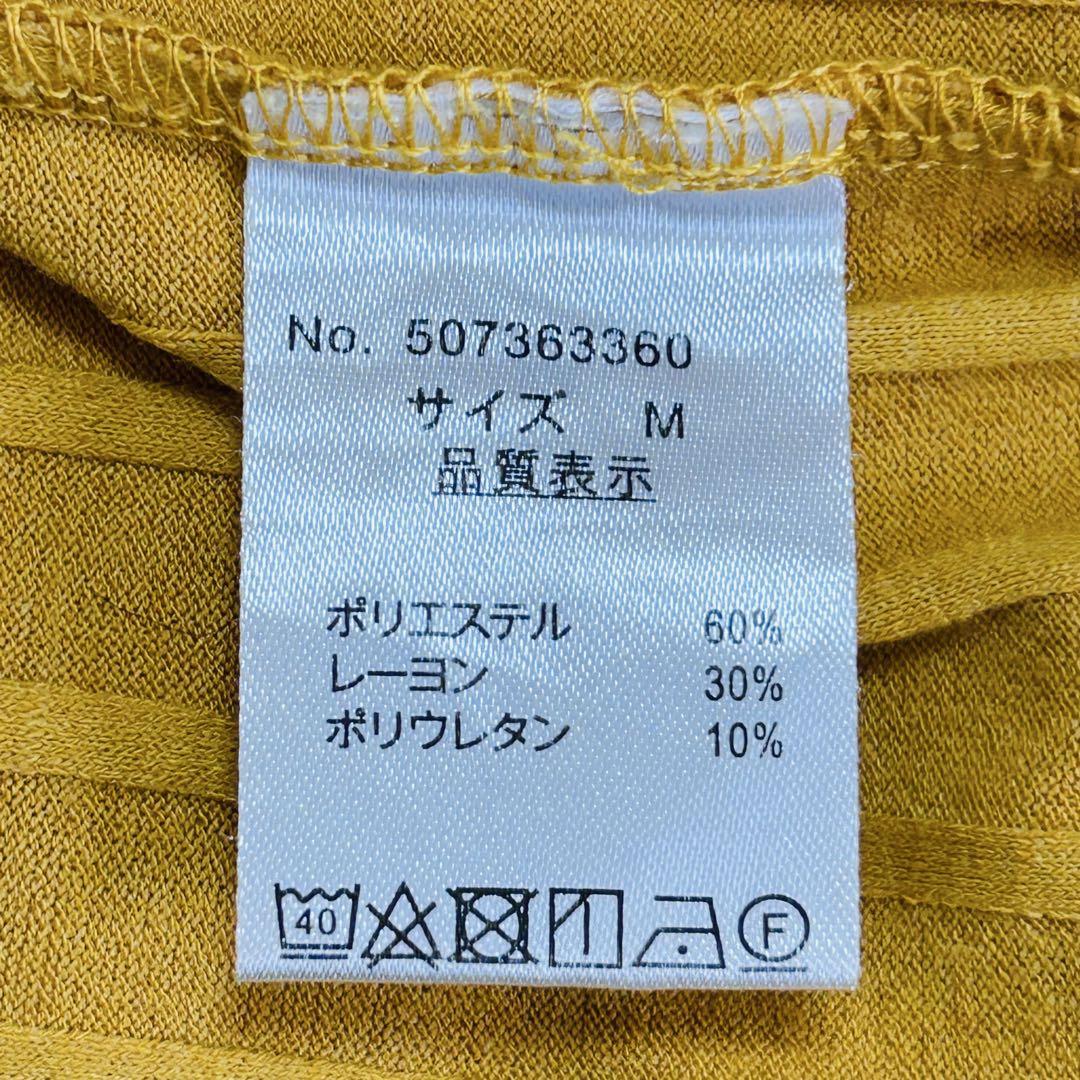 No. 507363360
サイズ M
品質表示
ポリエステル 60%
レーヨン 30%
ポリウレタン 10%
40 F